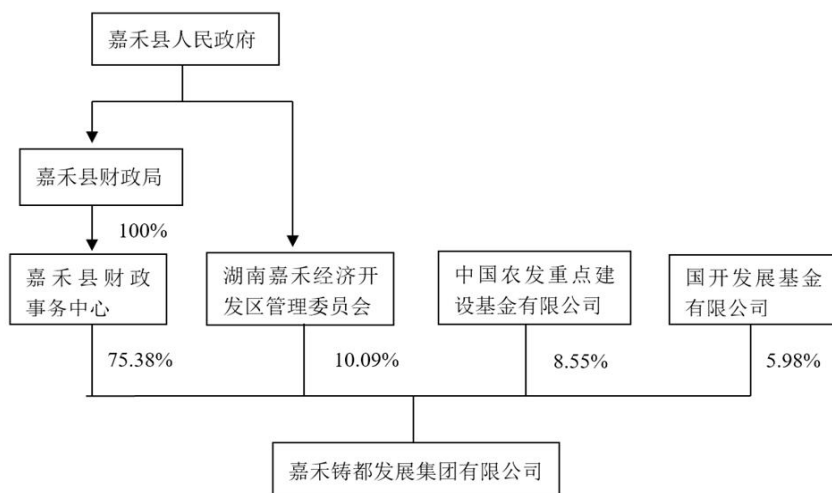 嘉禾县人民政府
嘉禾县财政局
100%
嘉禾县财政
事务中心
湖南嘉禾经济开
发区管理委员会
中国农发重点建
设基金有限公司
国开发展基金
有限公司
75.38%
10.09%
8.55%
5.98%
嘉禾铸都发展集团有限公司